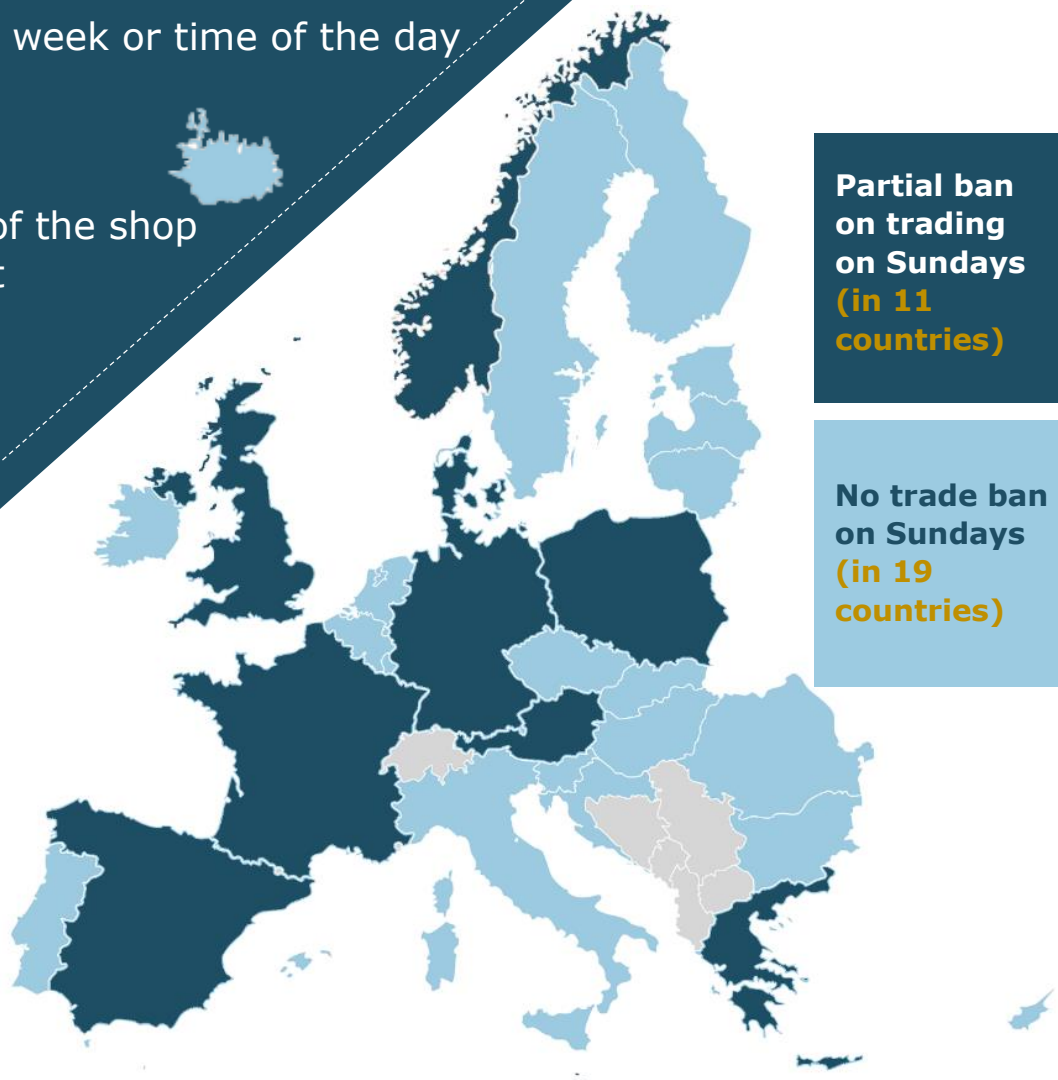 week or time of the day
of the shop
Partial ban
on trading
on Sundays
(in 11
countries)
No trade ban
on Sundays
(in 19
countries)